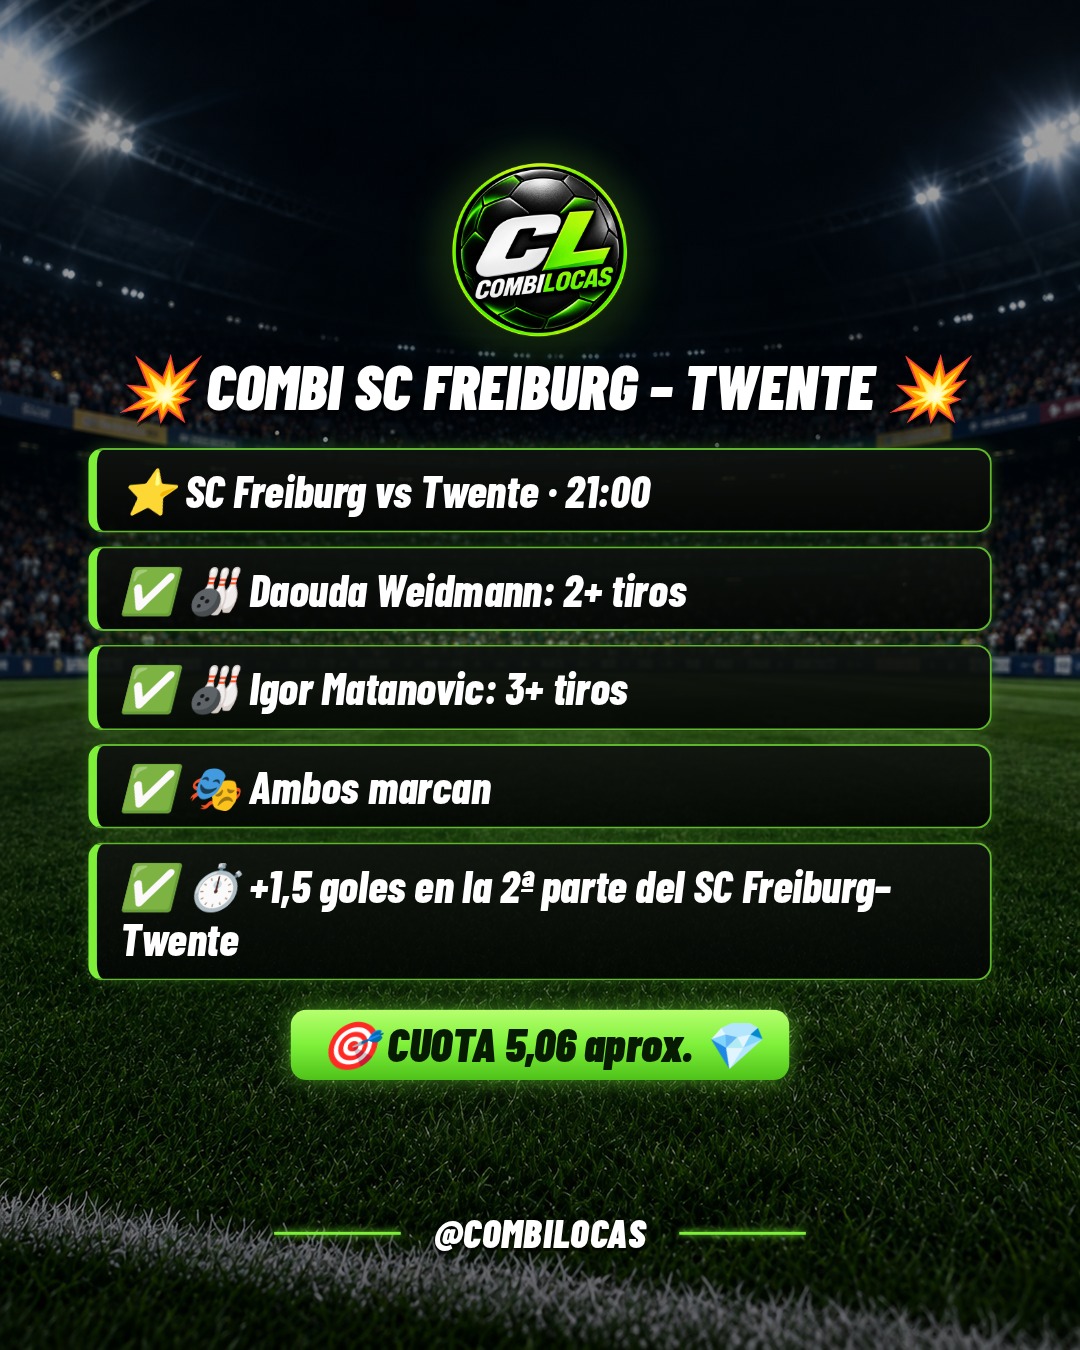 CL
COMBILOCAS
💥 COMBI SC FREIBURG – TWENTE 💥
⭐ SC Freiburg vs Twente · 21:00
✅ 🎳 Daouda Weidmann: 2+ tiros
✅ 🎳 Igor Matanovic: 3+ tiros
✅ 🎭 Ambos marcan
✅ ⏱️ +1,5 goles en la 2ª parte del SC Freiburg–
Twente
🎯 CUOTA 5,06 aprox. 💎
@COMBILOCAS